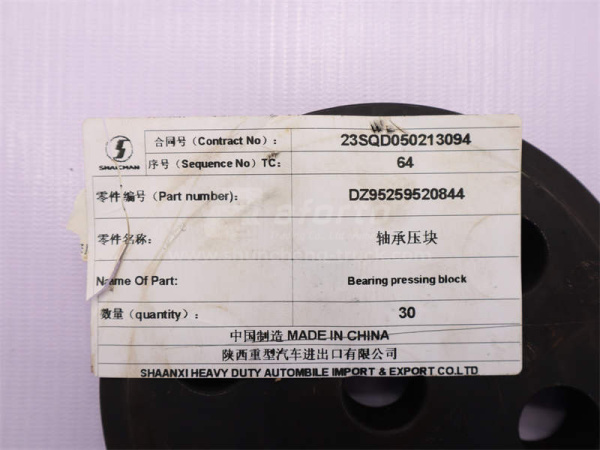 合同号（Contract No）： 23SQD050213094
SHACMAN 序号（Sequence No）TC： 64
零件编号（Part number)： DZ95259520844
零件名称： 轴承压块
Name Of Part: Bearing pressing block
数量（quantity）： 30
中国制造 MADE IN CHINA
陕西重型汽车进出口有限公司
SHAANXI HEAVY DUTY AUTOMBILE IMPORT & EXPORT CO.LTD